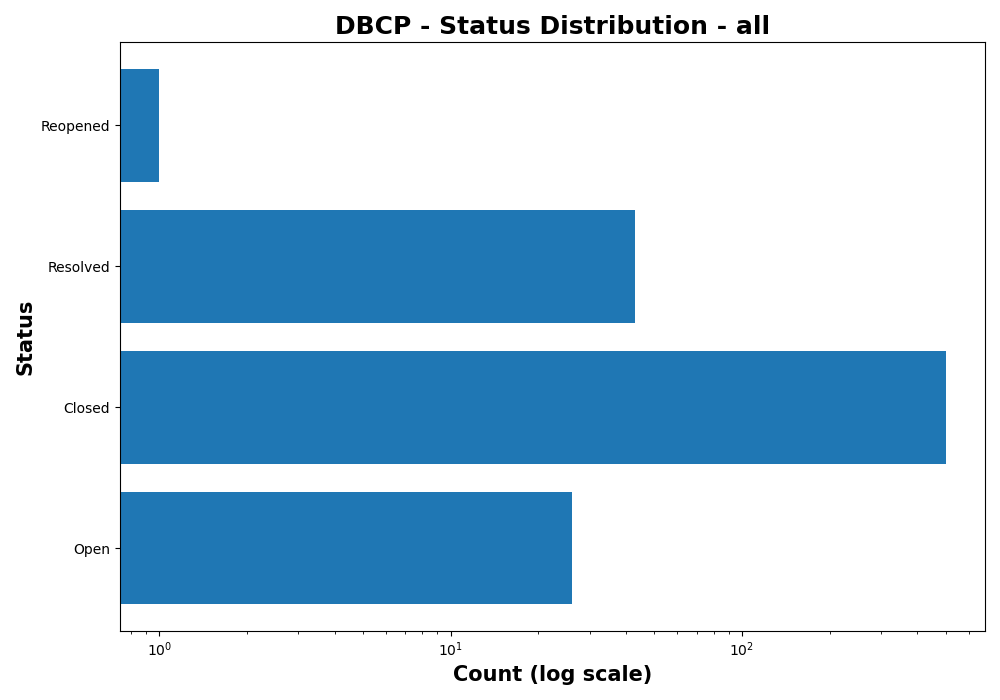 DBCP - Status Distribution - all
Reopened
Resolved
Closed
Open
Status
10⁰ 10¹ 10²
Count (log scale)